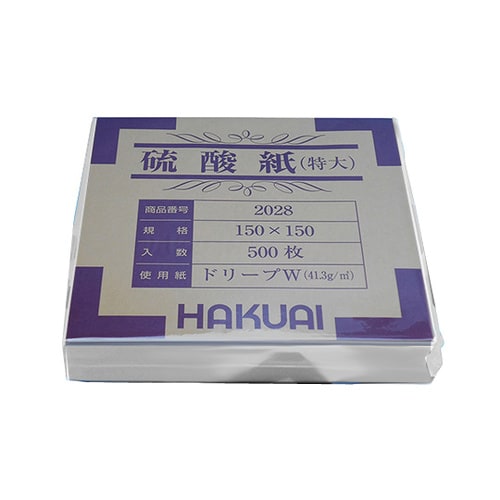 硫酸紙(特大)
商品番号 2028
規格 150×150
入数 500枚
使用紙 ドリープW(41.3g/㎡)
HAKUAI